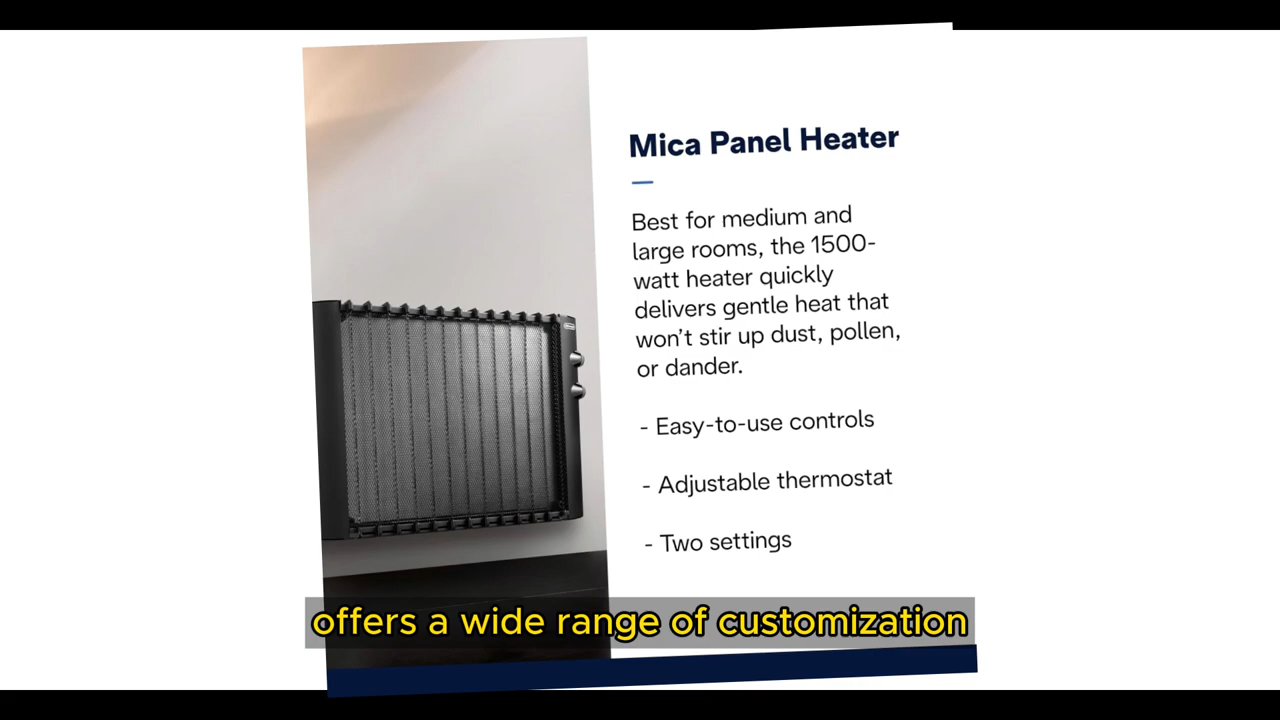 Mica Panel Heater
Best for medium and
large rooms, the 1500-
watt heater quickly
delivers gentle heat that
won't stir up dust, pollen,
or dander.
- Easy-to-use controls
- Adjustable thermostat
- Two settings
offers a wide range of customization